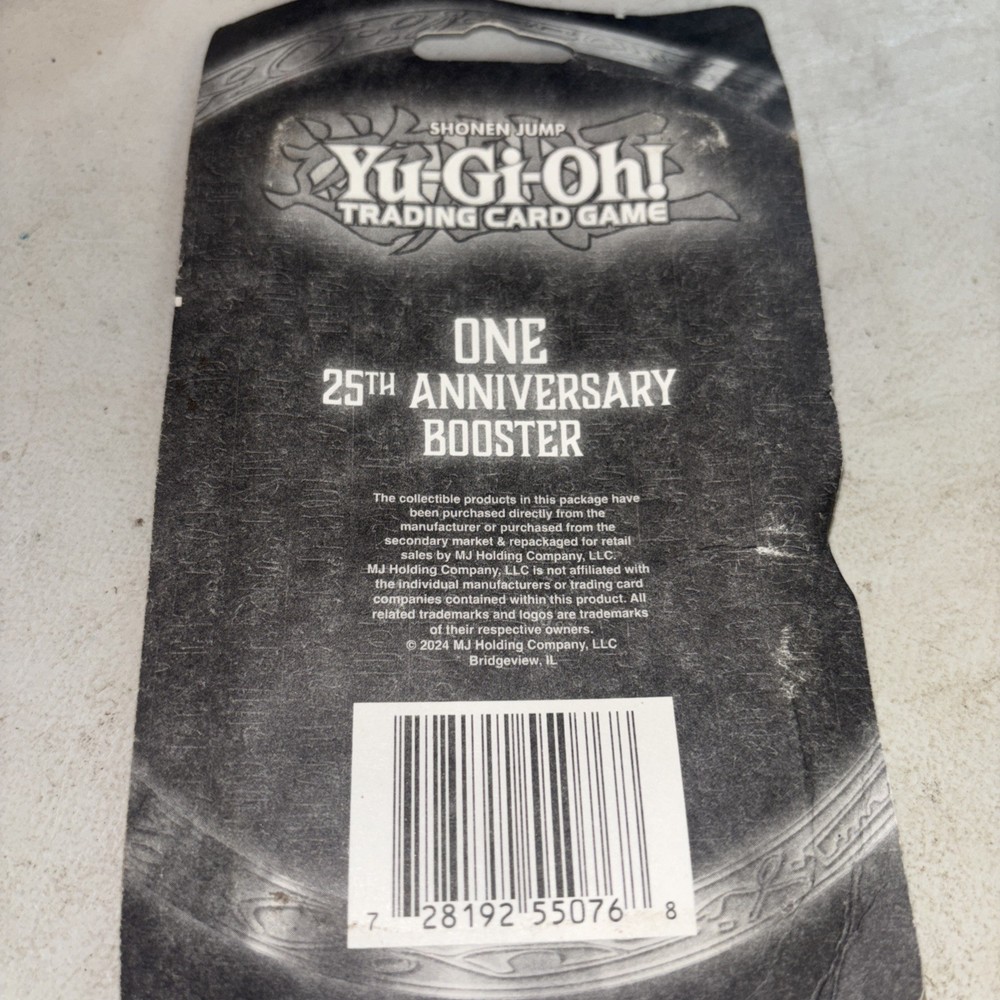 SHONEN JUMP
Yu-Gi-Oh!
TRADING CARD GAME
ONE
25TH ANNIVERSARY
BOOSTER
The collectible products in this package have
been purchased directly from the
manufacturer or purchased from the
secondary market & repackaged for retail
sales by MJ Holding Company, LLC.
MJ Holding Company, LLC is not affiliated with
the individual manufacturers or trading card
companies contained within this product. All
related trademarks and logos are trademarks
of their respective owners.
© 2024 MJ Holding Company, LLC
Bridgeview, IL
7 28192 55076 8